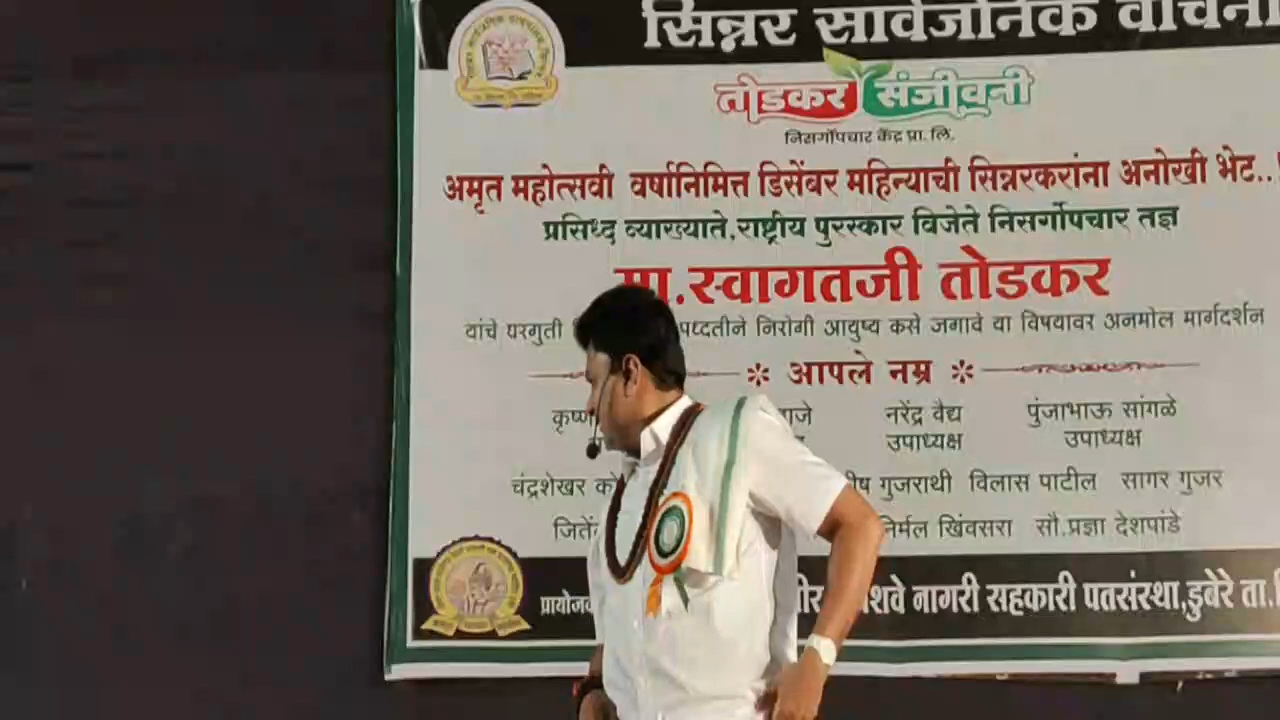 सिन्नर सार्वजनिक वाचना
तोडकर संजीवनी
निसर्गोपचार केंद्र प्रा. लि.
अमृत महोत्सवी वर्षानिमित्त डिसेंबर महिन्याची सिन्नरकरांना अनोखी भेट..!
प्रसिध्द व्याख्याते,राष्ट्रीय पुरस्कार विजेते निसर्गोपचार तज्ञ
मा.स्वागतजी तोडकर
यांचे घरगुती पध्दतीने निरोगी आयुष्य कसे जगावे या विषयावर अनमोल मार्गदर्शन
* आपले नम्र *
नरेंद्र वैद्य पुंजाभाऊ सांगळे
उपाध्यक्ष उपाध्यक्ष
चंद्रशेखर गुजराथी विलास पाटील सागर गुजर
निर्मल खिंवसरा सौ.प्रज्ञा देशपांडे
नागरी सहकारी पतसंस्था,डुबेरे ता.